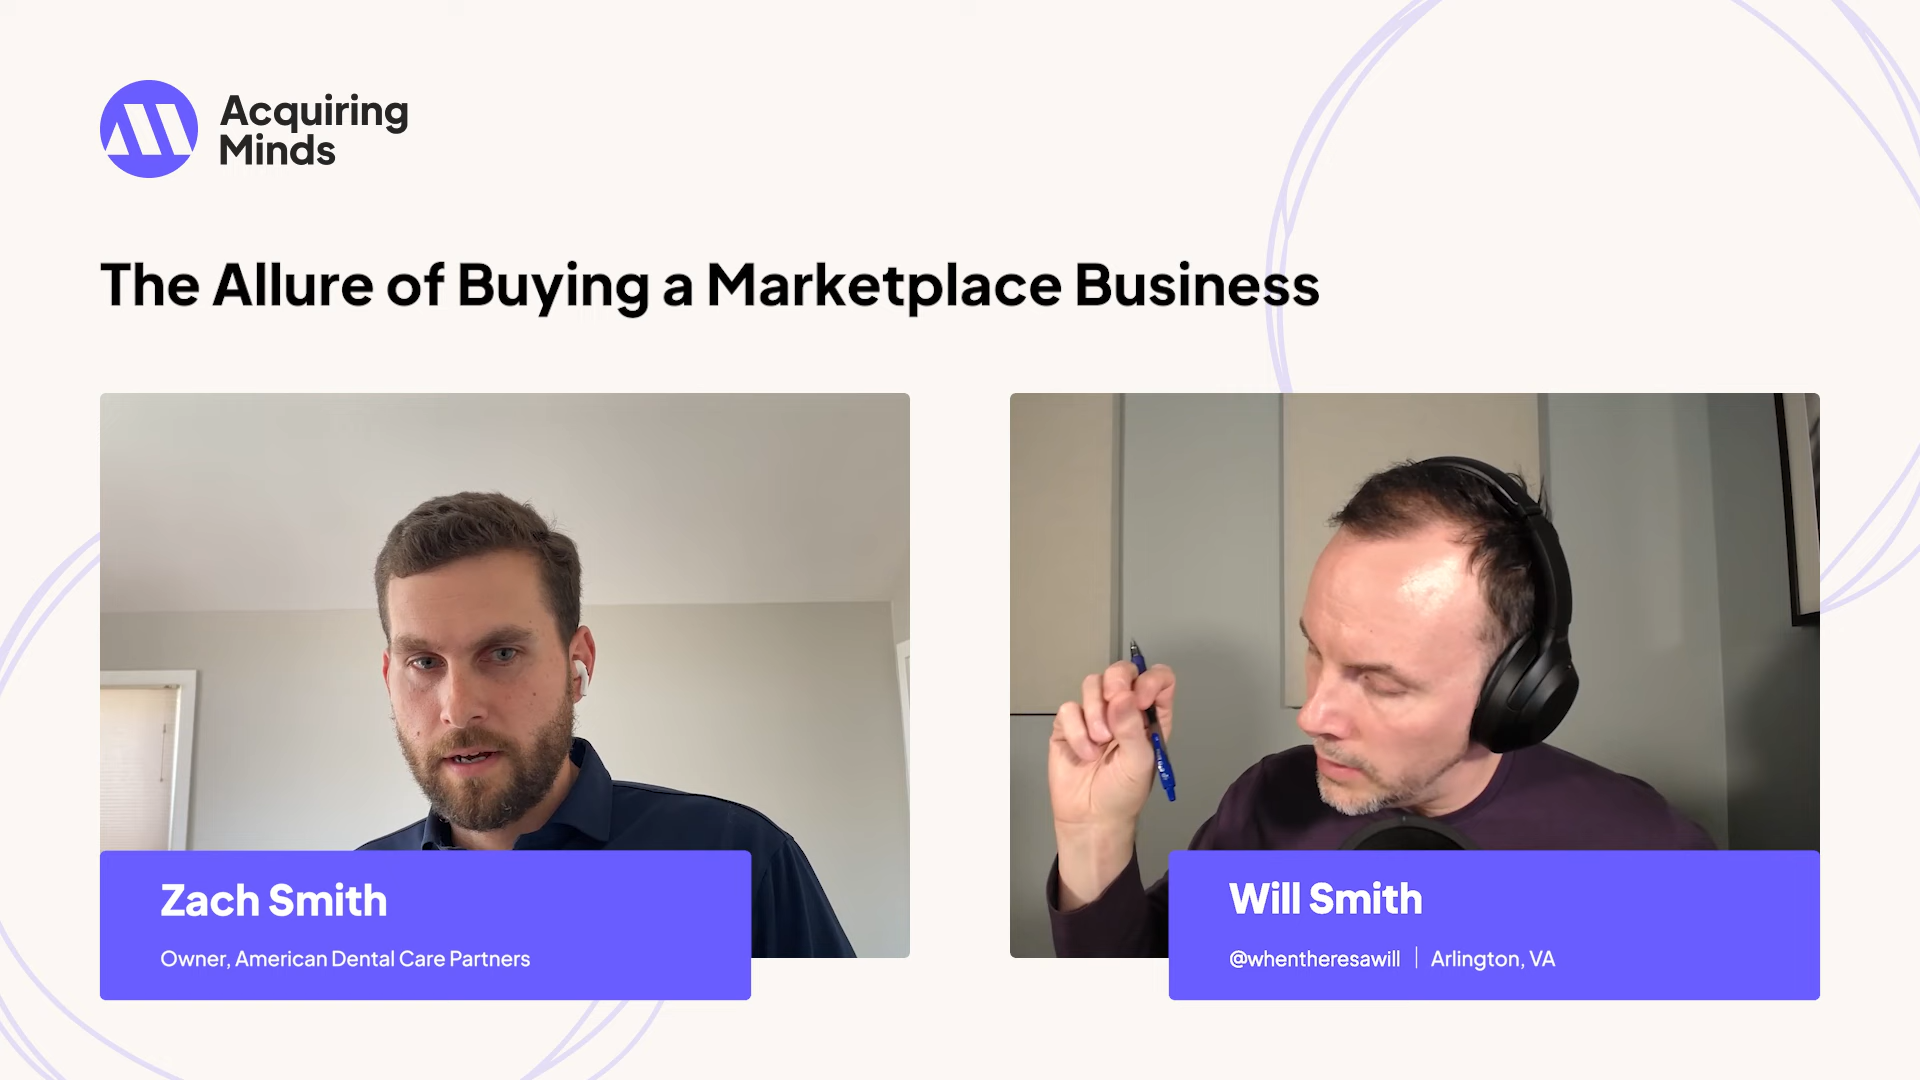 Acquiring
Minds
The Allure of Buying a Marketplace Business
Zach Smith
Owner, American Dental Care Partners
Will Smith
@whentheresawill | Arlington, VA